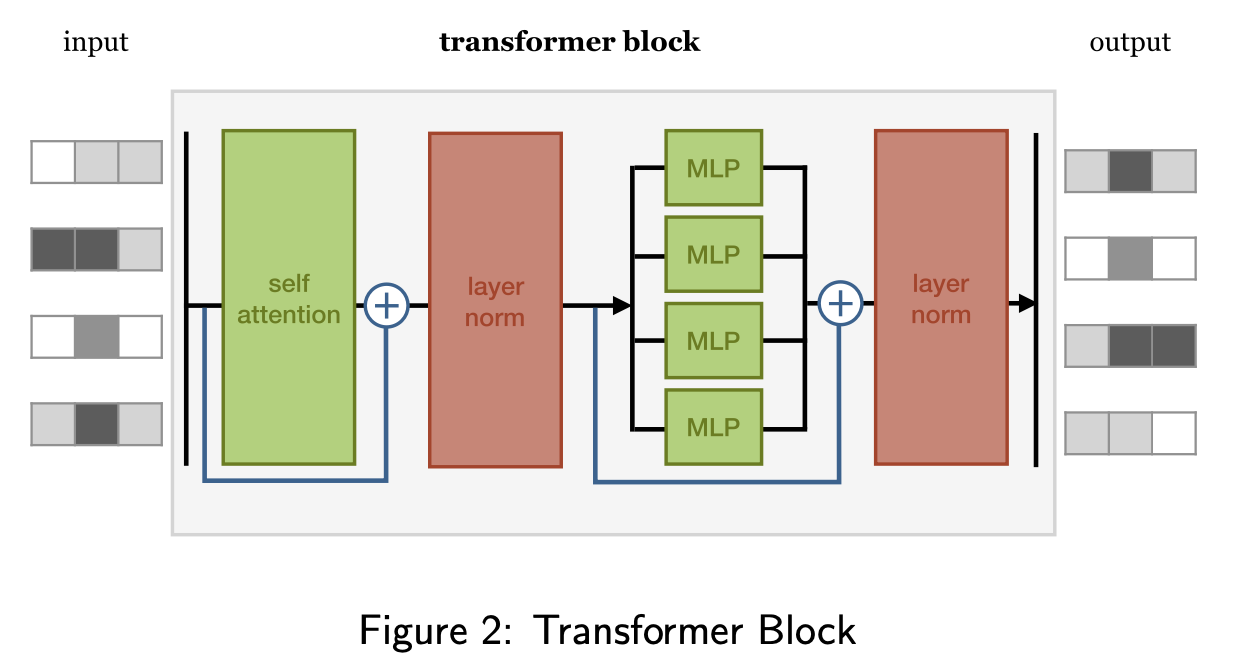 input
transformer block
output
self
attention
layer
norm
MLP
MLP
MLP
MLP
layer
norm
Figure 2: Transformer Block